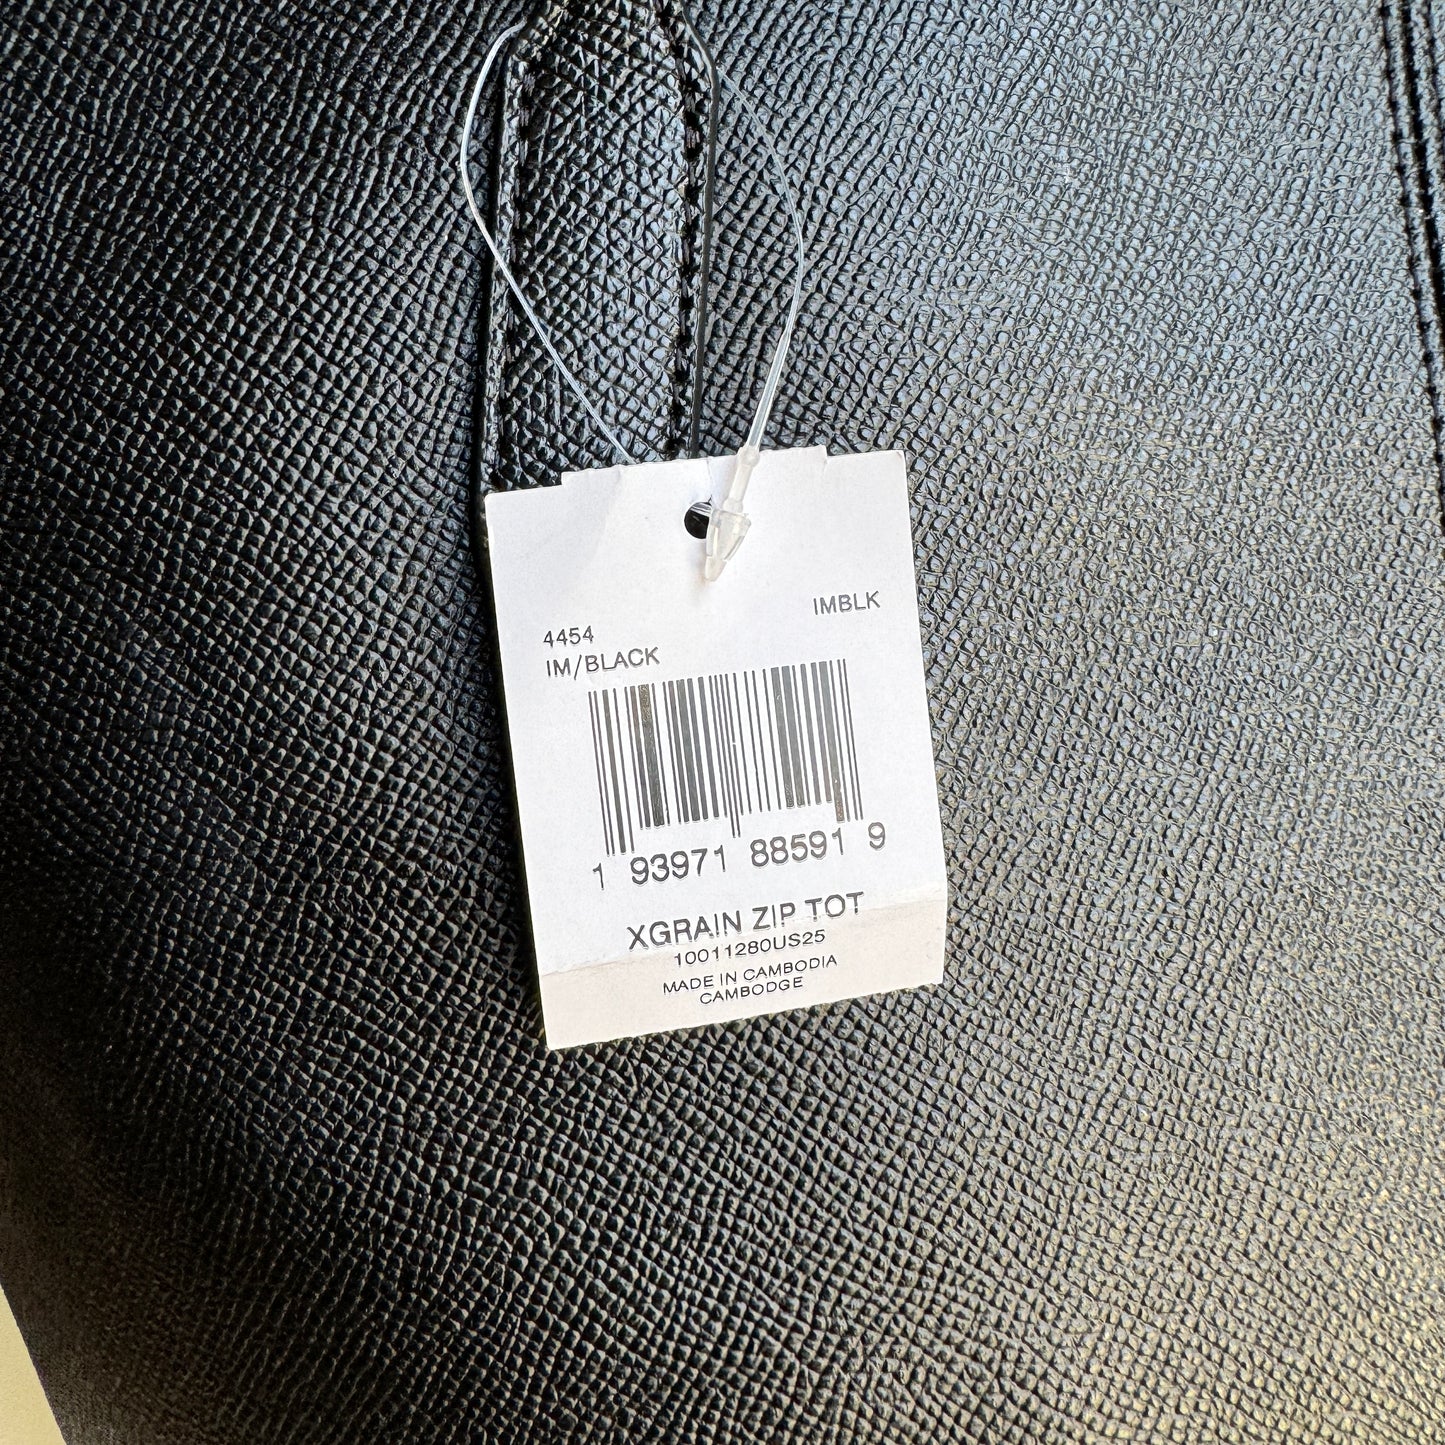 IMBLK
4454
IM/BLACK
1 93971 88591 9
XGRAIN ZIP TOT
10011280US25
MADE IN CAMBODIA
CAMBODGE